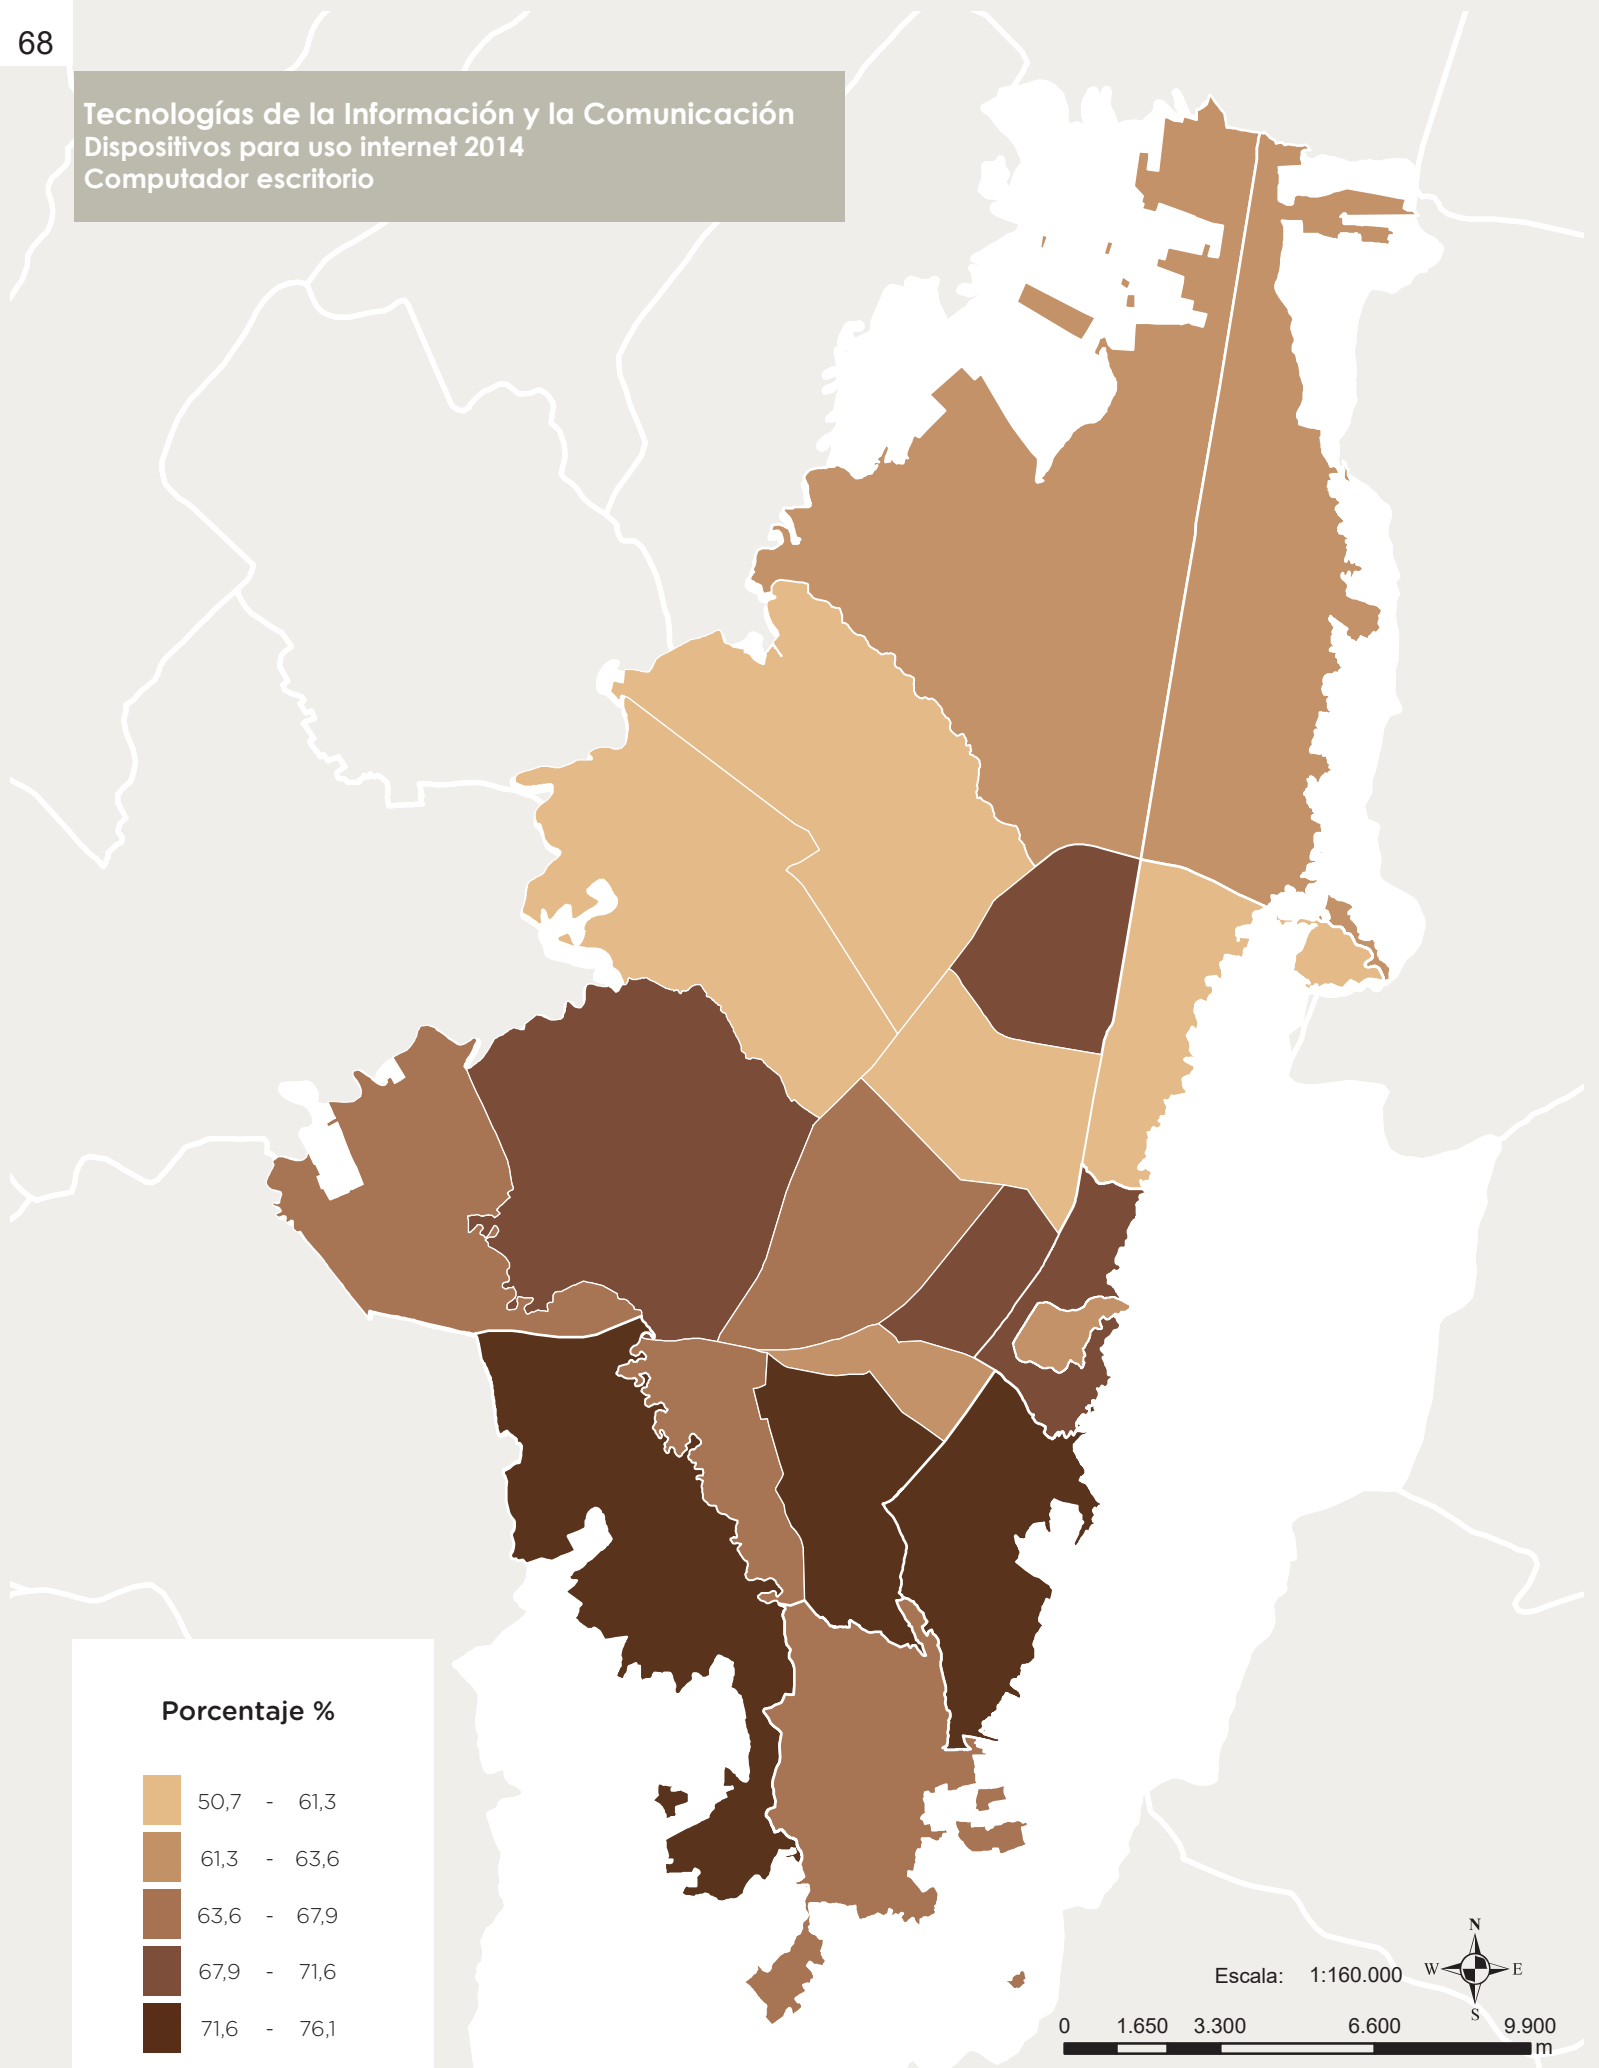 68
Tecnologías de la Información y la Comunicación
Dispositivos para uso internet 2014
Computador escritorio
Porcentaje %
50,7 - 61,3
61,3 - 63,6
63,6 - 67,9
67,9 - 71,6
71,6 - 76,1
N
Escala: 1:160.000 W E
S
0 1.650 3.300 6.600 9.900
m